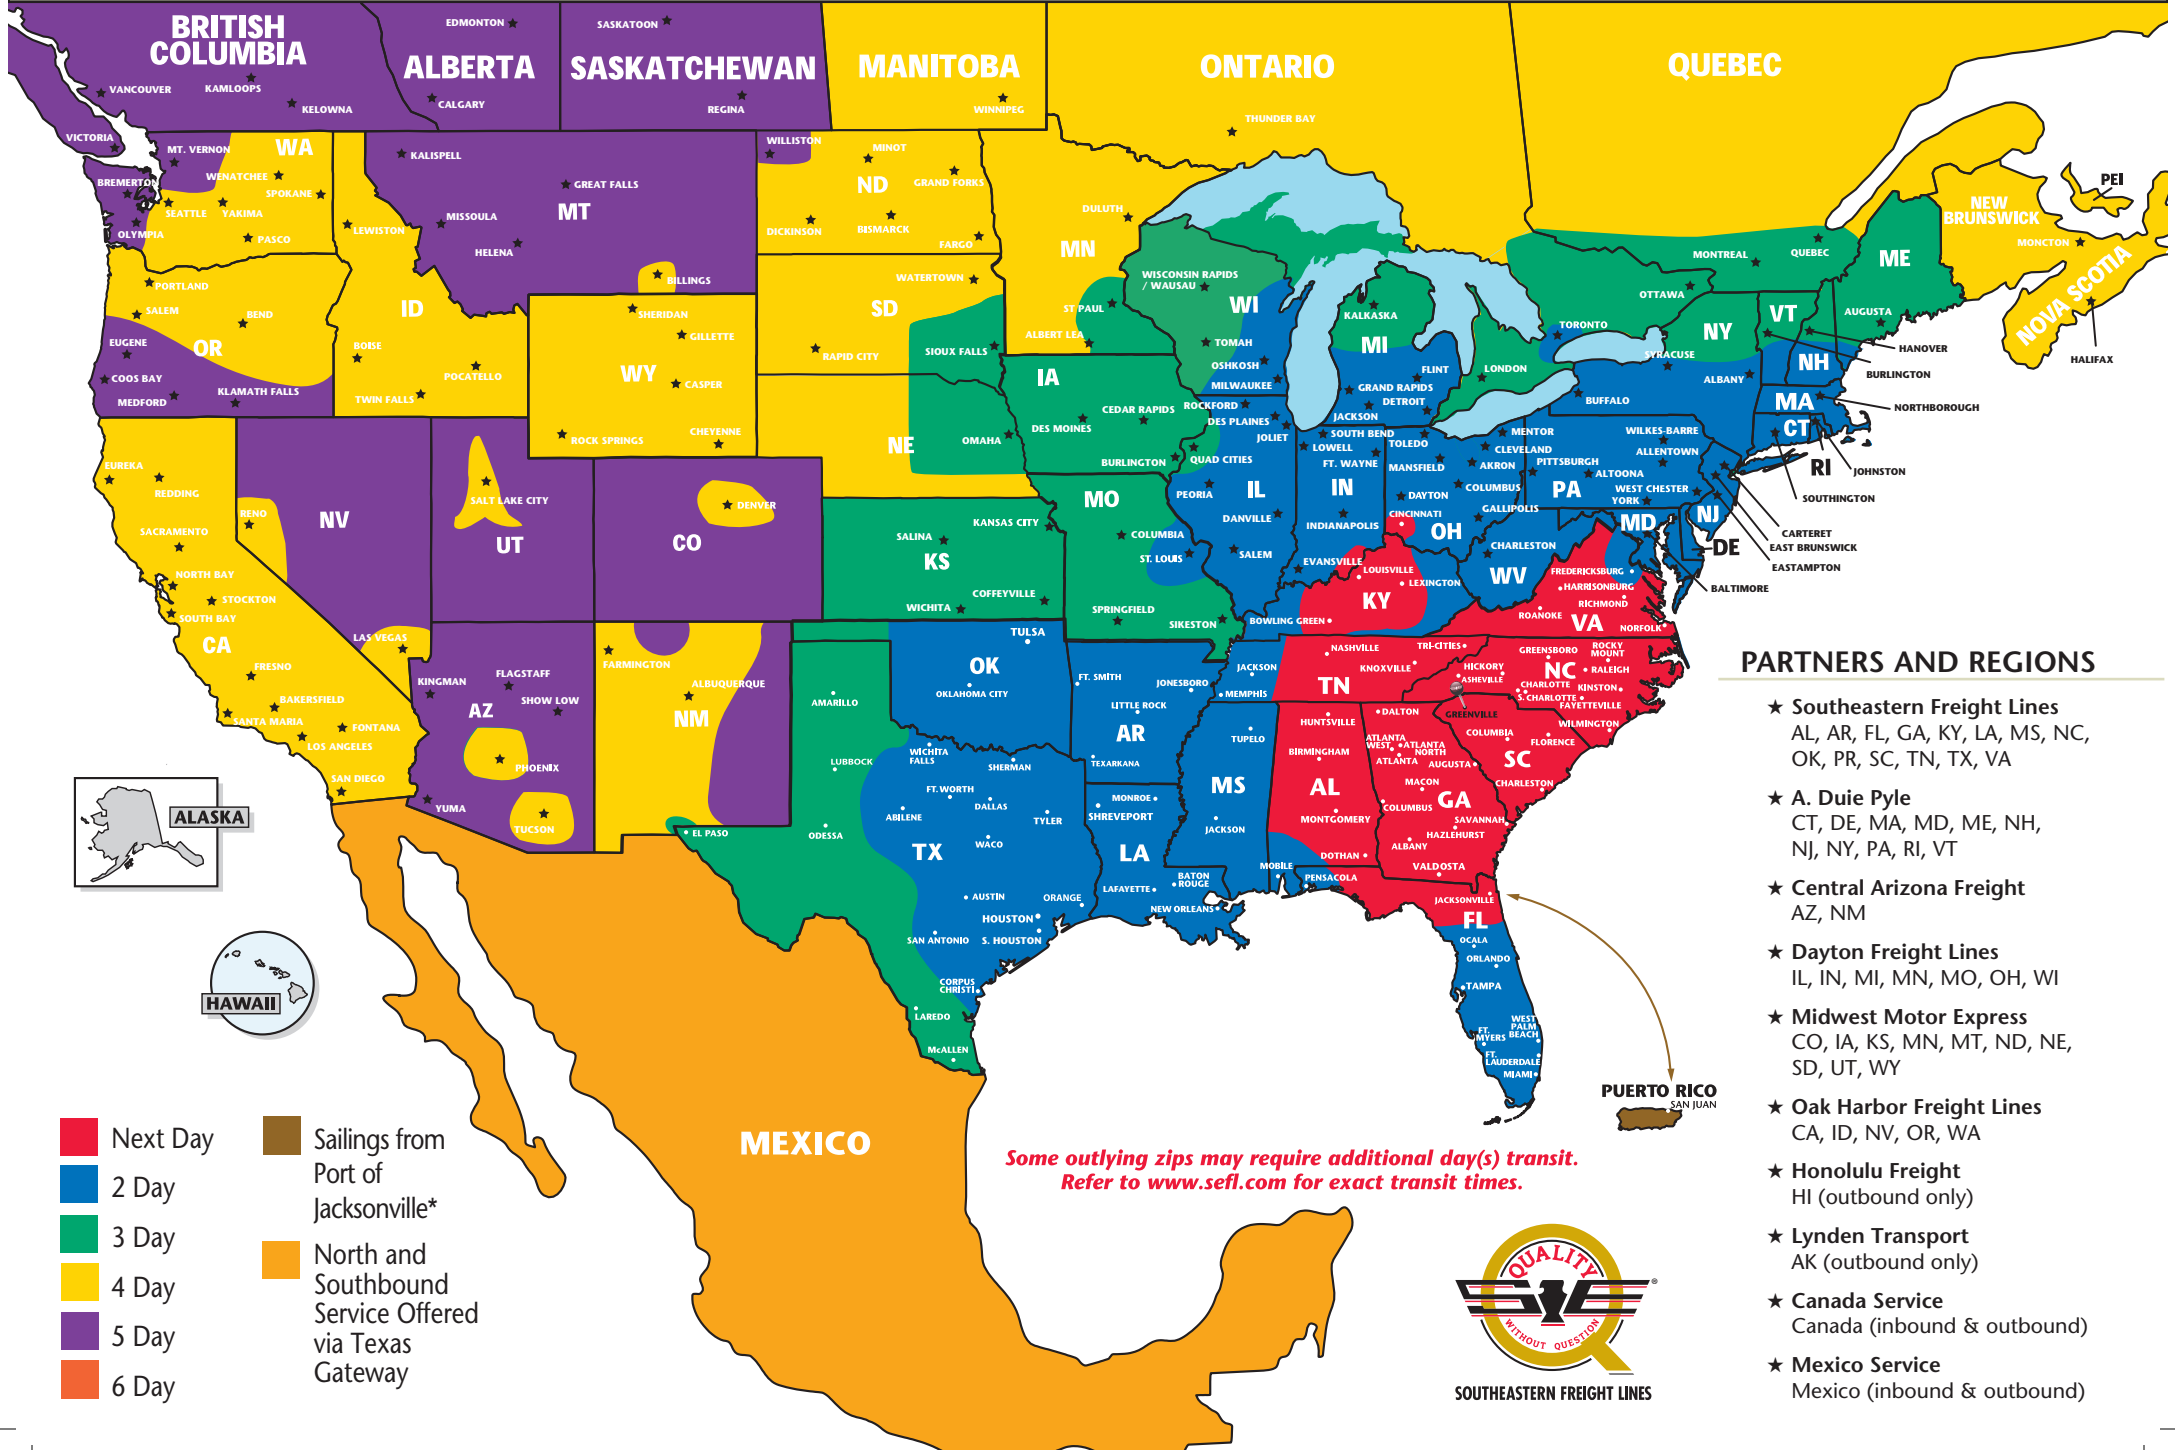 BRITISH
COLUMBIA
EDMONTON
SASKATOON
ALBERTA
SASKATCHEWAN
MANITOBA
ONTARIO
QUEBEC
VANCOUVER
KAMLOOPS
KELOWNA
CALGARY
REGINA
WINNIPEG
THUNDER BAY
VICTORIA
MT. VERNON
WA
WENATCHEE
SPOKANE
BREMERTON
SEATTLE
YAKIMA
OLYMPIA
PASCO
LEWISTON
KALISPELL
GREAT FALLS
MT
MISSOULA
HELENA
BILLINGS
WILLISTON
MINOT
ND
GRAND FORKS
DICKINSON
BISMARCK
FARGO
DULUTH
MN
PEI
NEW
BRUNSWICK
MONCTON
NOVA SCOTIA
HALIFAX
MONTREAL
QUEBEC
OTTAWA
ME
AUGUSTA
VT
NY
NH
HANOVER
BURLINGTON
PORTLAND
SALEM
BEND
OR
EUGENE
COOS BAY
MEDFORD
KLAMATH FALLS
ID
BOISE
POCATELLO
TWIN FALLS
SHERIDAN
GILLETTE
WY
CASPER
ROCK SPRINGS
CHEYENNE
WATERTOWN
SD
RAPID CITY
SIOUX FALLS
ST PAUL
ALBERT LEA
WISCONSIN RAPIDS
/ WAUSAU
WI
TOMAH
OSHKOSH
MILWAUKEE
KALKASKA
MI
FLINT
GRAND RAPIDS
DETROIT
JACKSON
LONDON
TORONTO
SYRACUSE
ALBANY
BUFFALO
MA
NORTHBOROUGH
CT
RI
JOHNSTON
SOUTHINGTON
IA
CEDAR RAPIDS
DES MOINES
BURLINGTON
OMAHA
NE
ROCKFORD
DES PLAINES
JOLIET
QUAD CITIES
PEORIA
IL
DANVILLE
SALEM
SOUTH BEND
LOWELL
FT. WAYNE
IN
INDIANAPOLIS
EVANSVILLE
TOLEDO
MENTOR
CLEVELAND
MANSFIELD
AKRON
DAYTON
COLUMBUS
CINCINNATI
GALLIPOLIS
OH
PITTSBURGH
ALTOONA
WILKES-BARRE
ALLENTOWN
PA
WEST CHESTER
YORK
MD
NJ
DE
CARTERET
EAST BRUNSWICK
EASTAMPTON
BALTIMORE
EUREKA
REDDING
RENO
NV
SACRAMENTO
NORTH BAY
STOCKTON
SOUTH BAY
CA
LAS VEGAS
FRESNO
BAKERSFIELD
SANTA MARIA
FONTANA
LOS ANGELES
SAN DIEGO
SALT LAKE CITY
UT
DENVER
CO
KANSAS CITY
SALINA
KS
COFFEYVILLE
WICHITA
MO
COLUMBIA
ST. LOUIS
SPRINGFIELD
SIKESTON
LOUISVILLE
LEXINGTON
KY
BOWLING GREEN
CHARLESTON
WV
FREDERICKSBURG
HARRISONBURG
RICHMOND
ROANOKE
VA
NORFOLK
KINGMAN
FLAGSTAFF
SHOW LOW
AZ
PHOENIX
YUMA
TUCSON
FARMINGTON
ALBUQUERQUE
NM
TULSA
OK
OKLAHOMA CITY
AMARILLO
LUBBOCK
ODESSA
EL PASO
WICHITA
FALLS
SHERMAN
FT. WORTH
DALLAS
ABILENE
TYLER
WACO
TX
AUSTIN
ORANGE
HOUSTON
S. HOUSTON
SAN ANTONIO
CORPUS
CHRISTI
LAREDO
McALLEN
FT. SMITH
JONESBORO
LITTLE ROCK
AR
TEXARKANA
MONROE
SHREVEPORT
LA
LAFAYETTE
BATON
ROUGE
NEW ORLEANS
JACKSON
MEMPHIS
TUPELO
MS
JACKSON
NASHVILLE
TRI-CITIES
KNOXVILLE
TN
GREENSBORO
ROCKY
MOUNT
HICKORY
NC
RALEIGH
ASHEVILLE
CHARLOTTE
KINSTON
S. CHARLOTTE
FAYETTEVILLE
WILMINGTON
GREENVILLE
COLUMBIA
FLORENCE
SC
CHARLESTON
HUNTSVILLE
BIRMINGHAM
AL
MONTGOMERY
DOTHAN
MOBILE
DALTON
ATLANTA
WEST
ATLANTA
NORTH
ATLANTA
AUGUSTA
MACON
GA
COLUMBUS
SAVANNAH
HAZLEHURST
ALBANY
VALDOSTA
PENSACOLA
JACKSONVILLE
FL
OCALA
ORLANDO
TAMPA
WEST
PALM
BEACH
FT.
MYERS
FT.
LAUDERDALE
MIAMI
PUERTO RICO
SAN JUAN
ALASKA
HAWAII
MEXICO
PARTNERS AND REGIONS
★ Southeastern Freight Lines
AL, AR, FL, GA, KY, LA, MS, NC,
OK, PR, SC, TN, TX, VA
★ A. Duie Pyle
CT, DE, MA, MD, ME, NH,
NJ, NY, PA, RI, VT
★ Central Arizona Freight
AZ, NM
★ Dayton Freight Lines
IL, IN, MI, MN, MO, OH, WI
★ Midwest Motor Express
CO, IA, KS, MN, MT, ND, NE,
SD, UT, WY
★ Oak Harbor Freight Lines
CA, ID, NV, OR, WA
★ Honolulu Freight
HI (outbound only)
★ Lynden Transport
AK (outbound only)
★ Canada Service
Canada (inbound & outbound)
★ Mexico Service
Mexico (inbound & outbound)
Next Day
2 Day
3 Day
4 Day
5 Day
6 Day
Sailings from
Port of
Jacksonville*
North and
Southbound
Service Offered
via Texas
Gateway
Some outlying zips may require additional day(s) transit.
Refer to www.sefl.com for exact transit times.
QUALITY
WITHOUT QUESTION
®
SOUTHEASTERN FREIGHT LINES